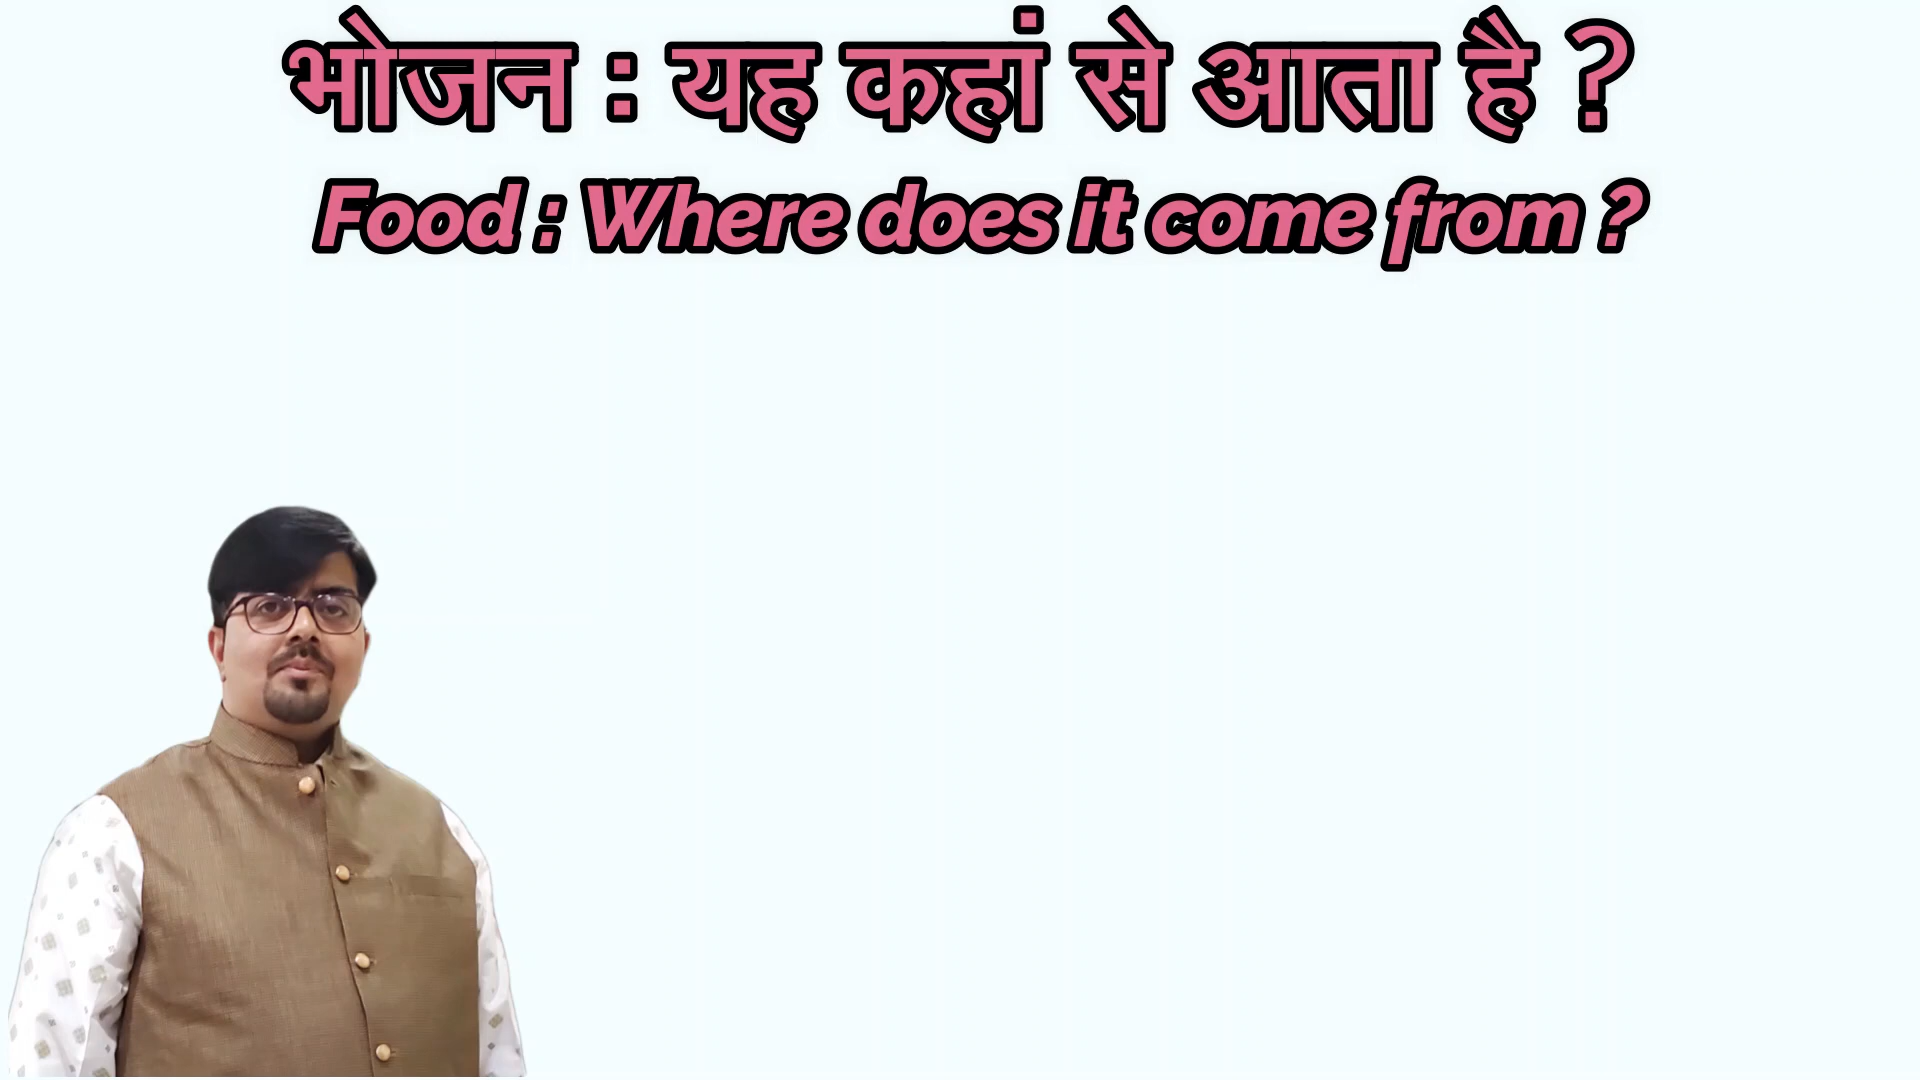 भोजन : यह कहां से आता है ?
Food : Where does it come from ?